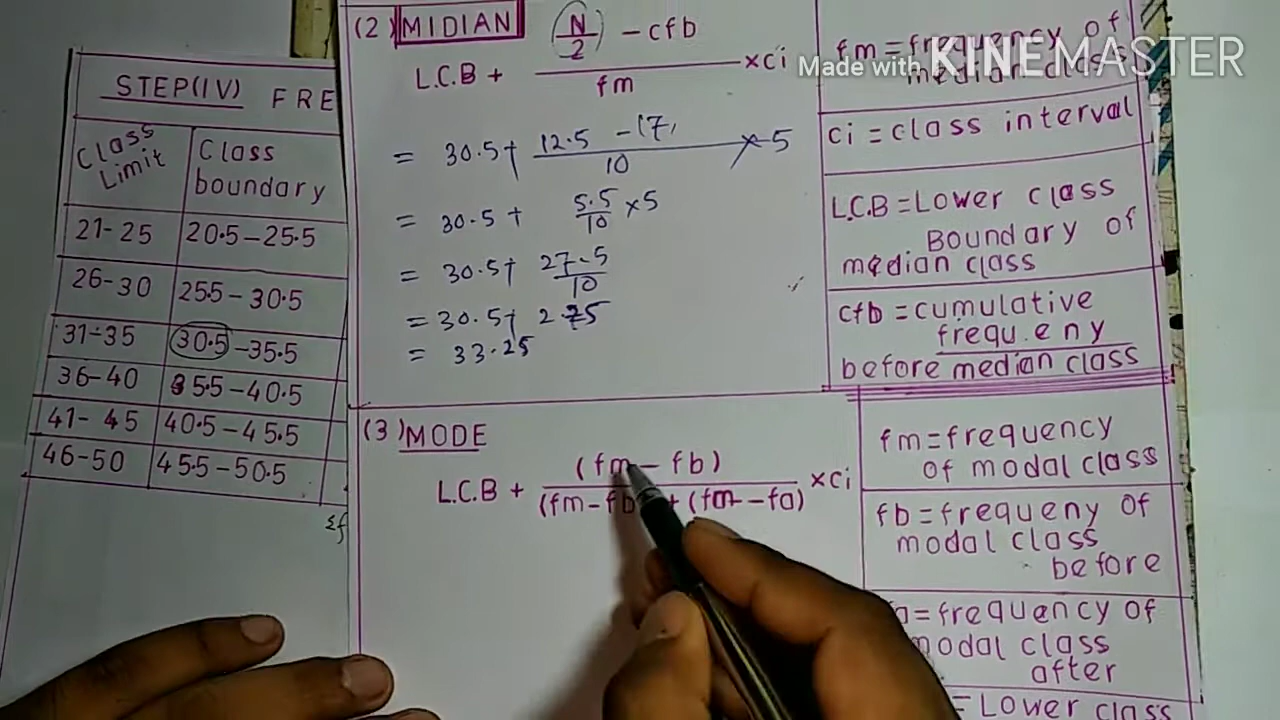 STEP(IV) FRE
Class Limit
Class boundary
21-25 20.5-25.5
26-30 25.5-30.5
31-35 30.5-35.5
36-40 35.5-40.5
41-45 40.5-45.5
46-50 45.5-50.5
Σf
(2) MIDIAN
L.C.B + (N/2) - cfb / fm × ci
= 30.5+ 12.5 - (7, / 10 × 5
= 30.5 + 5.5/10 × 5
= 30.5+ 27.5/10
= 30.5+ 2.75
= 33.25
(3) MODE
L.C.B + (fm - fb) / (fm - fb + (fm - fa) × ci
fm = frequency of
median class
Made with KINEMASTER
ci = class interval
L.C.B = Lower class
Boundary of
median class
cfb = cumulative
frequ.eny
before median class
fm = frequency
of modal class
fb = frequeny of
modal class
before
= frequency of
modal class
after
= Lower class